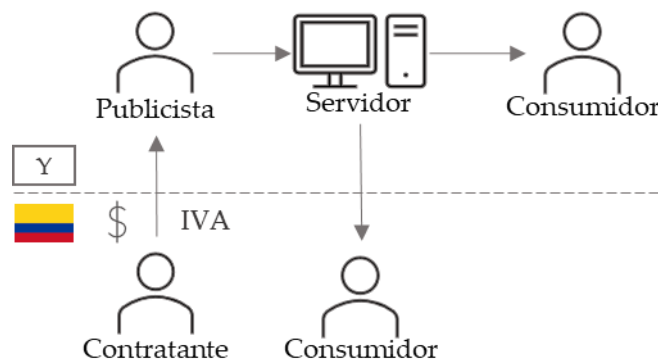 Publicista
Servidor
Consumidor
Y
$ IVA
Contratante
Consumidor